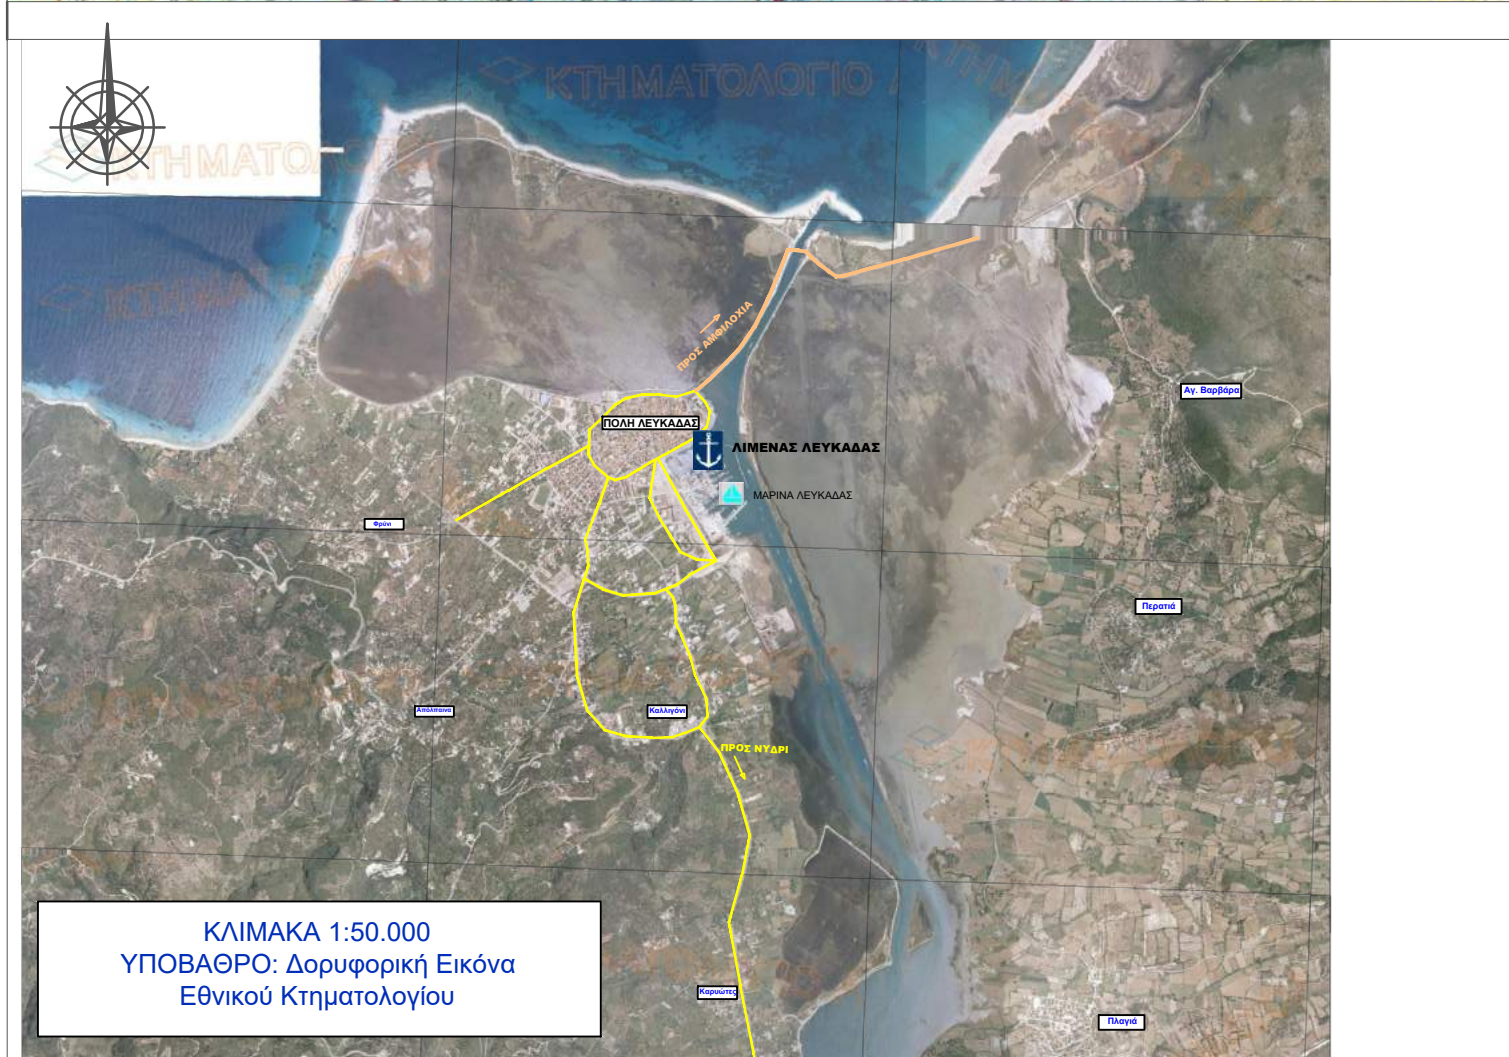 ΚΤΗΜΑΤΟΛΟΓΙΟ
ΠΡΟΣ ΑΜΦΙΛΟΧΙΑ
Αγ. Βαρβάρα
ΠΟΛΗ ΛΕΥΚΑΔΑΣ
ΛΙΜΕΝΑΣ ΛΕΥΚΑΔΑΣ
ΜΑΡΙΝΑ ΛΕΥΚΑΔΑΣ
Φρύνι
Περατιά
Απόλπαινα
Καλλιγόνι
ΠΡΟΣ ΝΥΔΡΙ
ΚΛΙΜΑΚΑ 1:50.000
ΥΠΟΒΑΘΡΟ: Δορυφορική Εικόνα
Εθνικού Κτηματολογίου
Καρυώτες
Πλαγιά